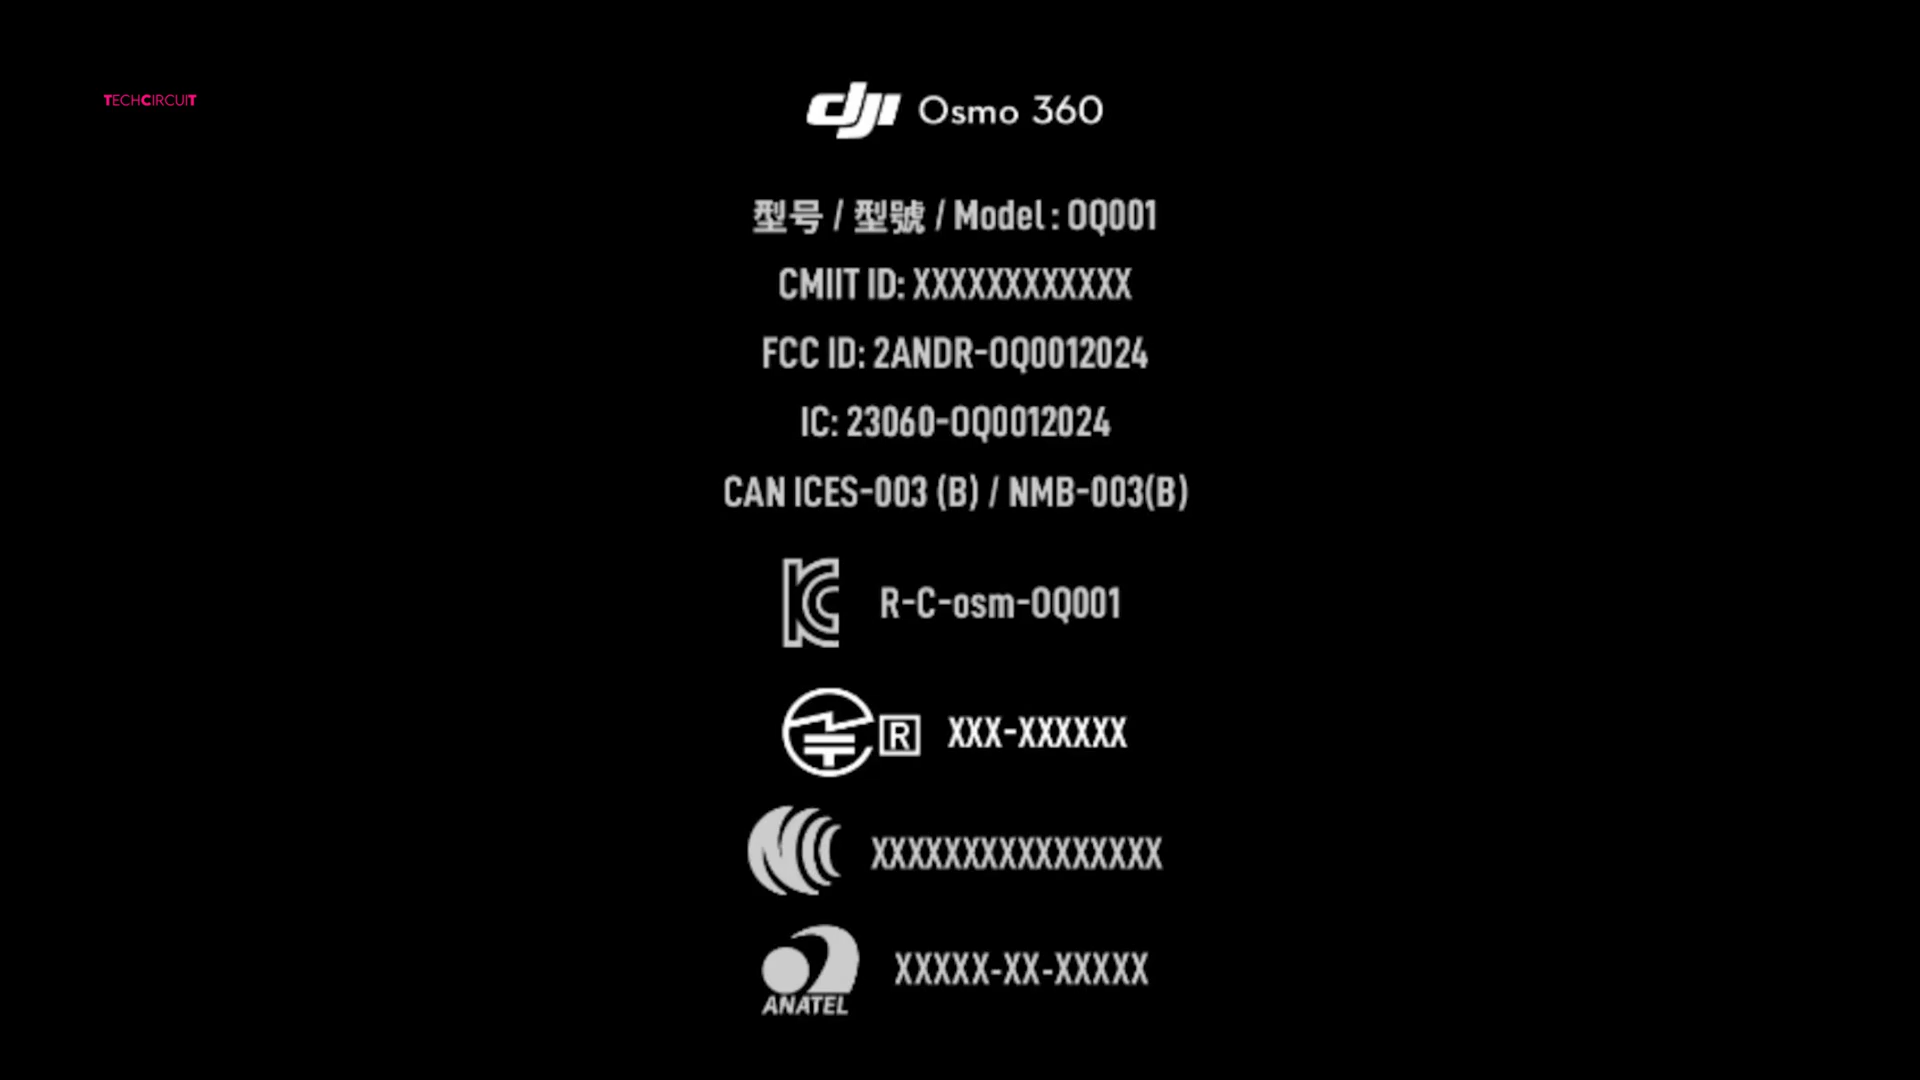 TECHCIRCUIT
dji Osmo 360
型号 / 型號 / Model : OQ001
CMIIT ID: XXXXXXXXXXXX
FCC ID: 2ANDR-OQ0012024
IC: 23060-OQ0012024
CAN ICES-003 (B) / NMB-003(B)
R-C-osm-OQ001
R XXX-XXXXXX
XXXXXXXXXXXXXXXX
XXXXX-XX-XXXXX
ANATEL